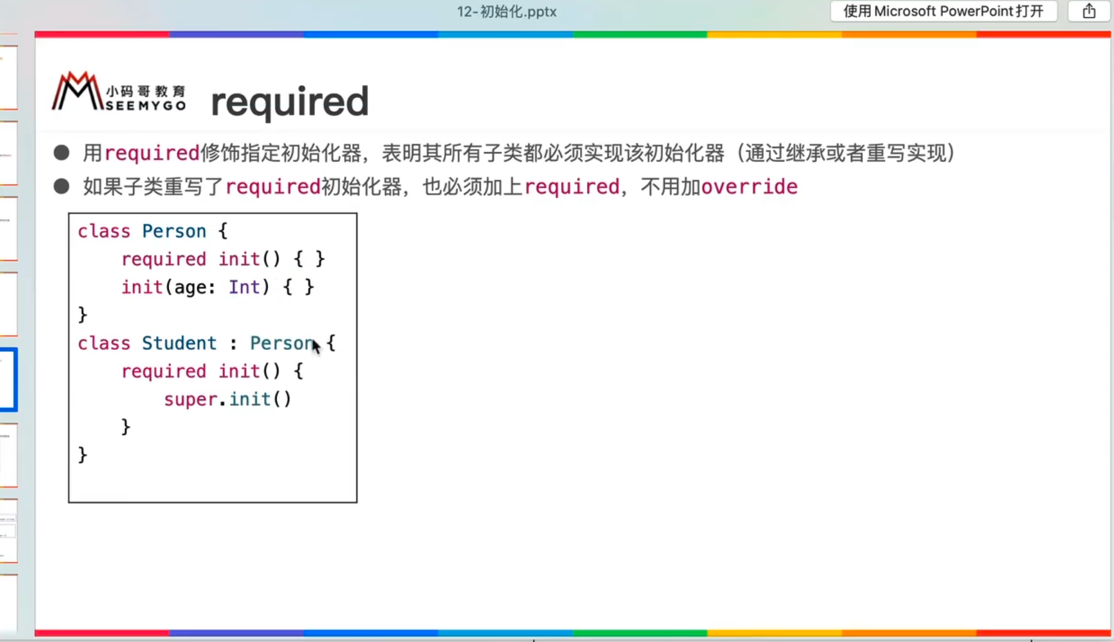 12-初始化.pptx
使用Microsoft PowerPoint打开
小码哥教育
SEEMYGO
required
● 用required修饰指定初始化器，表明其所有子类都必须实现该初始化器（通过继承或者重写实现）
● 如果子类重写了required初始化器，也必须加上required，不用加override
class Person {
    required init() { }
    init(age: Int) { }
}
class Student : Person {
    required init() {
        super.init()
    }
}